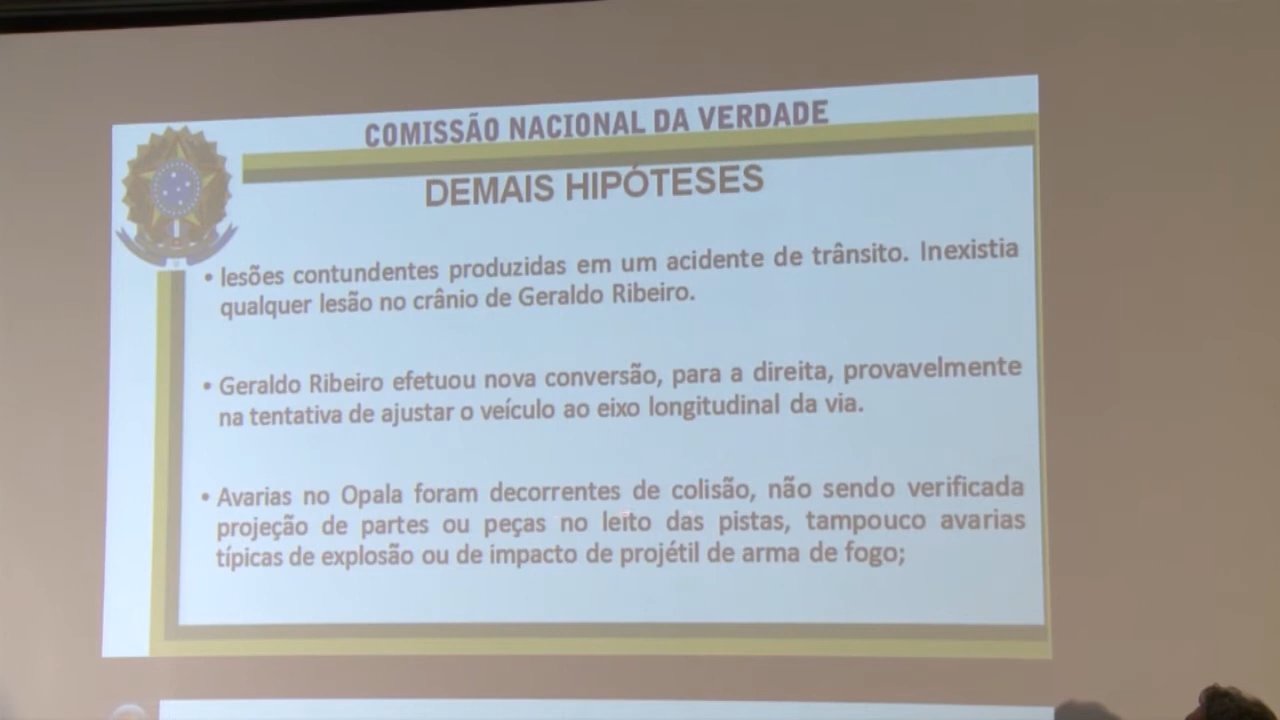 COMISSÃO NACIONAL DA VERDADE
DEMAIS HIPÓTESES
• lesões contundentes produzidas em um acidente de trânsito. Inexistia
qualquer lesão no crânio de Geraldo Ribeiro.
• Geraldo Ribeiro efetuou nova conversão, para a direita, provavelmente
na tentativa de ajustar o veículo ao eixo longitudinal da via.
• Avarias no Opala foram decorrentes de colisão, não sendo verificada
projeção de partes ou peças no leito das pistas, tampouco avarias
típicas de explosão ou de impacto de projétil de arma de fogo;